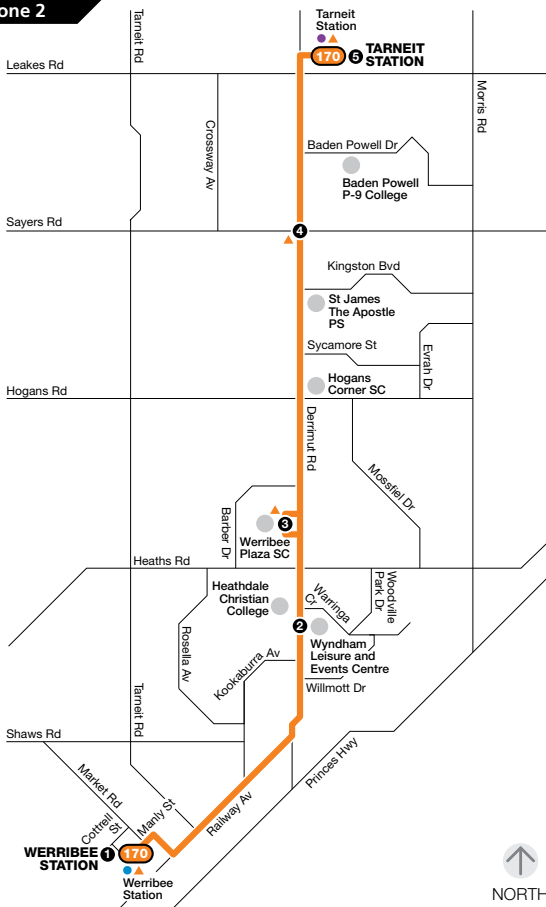 one 2
Tarneit Rd
Tarneit
Station
170
5
TARNEIT
STATION
Leakes Rd
Morris Rd
Crossway Av
Baden Powell Dr
Baden Powell
P-9 College
Sayers Rd
4
Kingston Bvd
St James
The Apostle
PS
Sycamore St
Evrah Dr
Hogans
Corner SC
Hogans Rd
Derrimut Rd
Mossfiel Dr
Barber Dr
3
Werribee
Plaza SC
Heaths Rd
Heathdale
Christian
College
Warringa
Cr
Woodville
Park Dr
2
Rosella Av
Kookaburra Av
Wyndham
Leisure and
Events Centre
Willmott Dr
Tarneit Rd
Shaws Rd
Princes Hwy
Market Rd
Manly St
Railway Av
Cottrell
St
WERRIBEE
STATION
1
170
Werribee
Station
NORTH